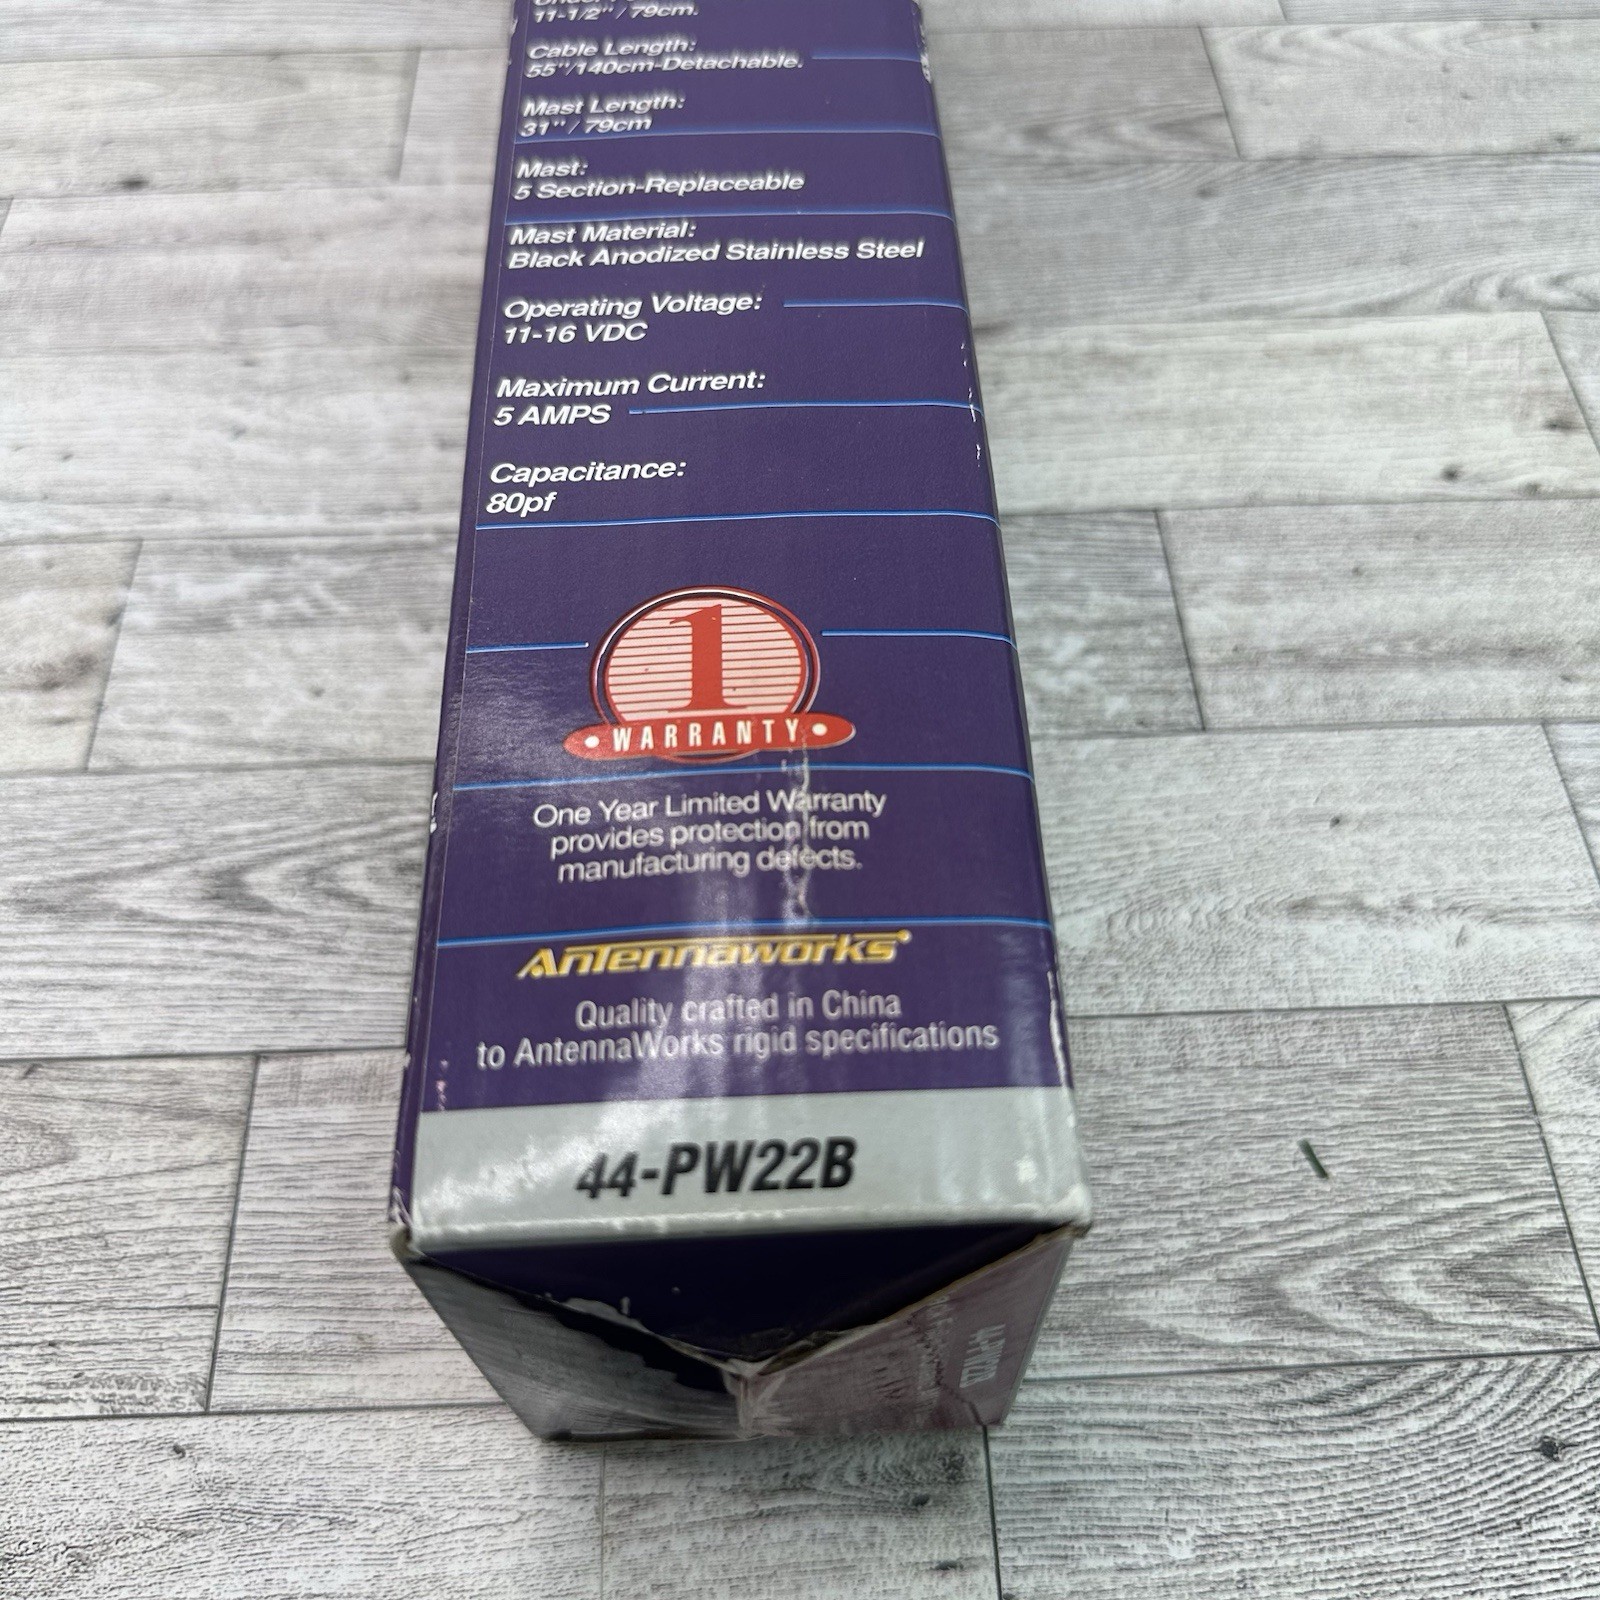 11-1/2"/79cm.
Cable Length:
55"/140cm-Detachable.
Mast Length:
31"/79cm
Mast:
5 Section-Replaceable
Mast Material:
Black Anodized Stainless Steel
Operating Voltage:
11-16 VDC
Maximum Current:
5 AMPS
Capacitance:
80pf
1
• WARRANTY •
One Year Limited Warranty
provides protection from
manufacturing defects.
Antennaworks
Quality crafted in China
to AntennaWorks rigid specifications
44-PW22B